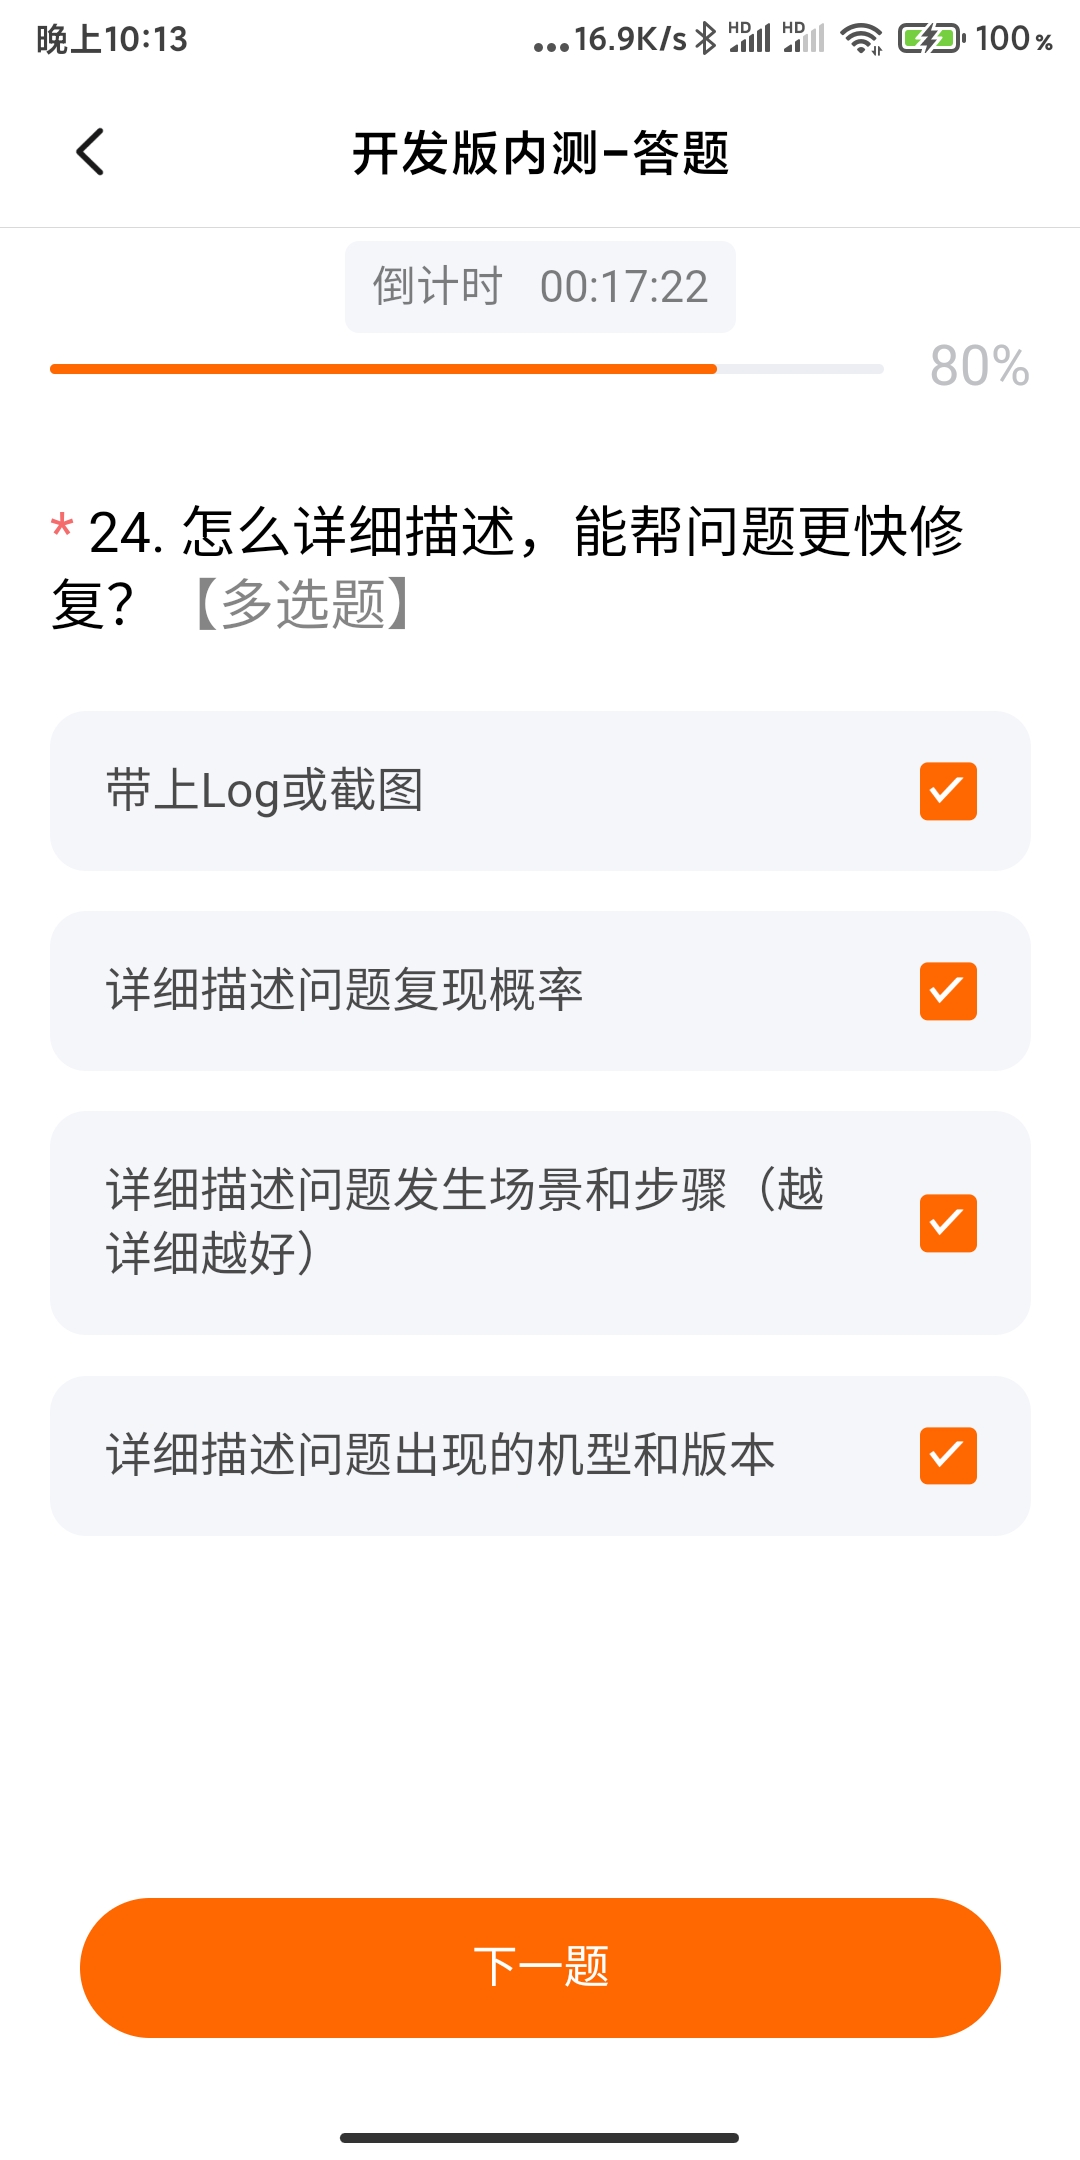 晚上10:13
...16.9K/s HD HD 100%
开发版内测-答题
倒计时 00:17:22
80%
* 24. 怎么详细描述，能帮问题更快修
复？ 【多选题】
带上Log或截图
详细描述问题复现概率
详细描述问题发生场景和步骤（越
详细越好）
详细描述问题出现的机型和版本
下一题